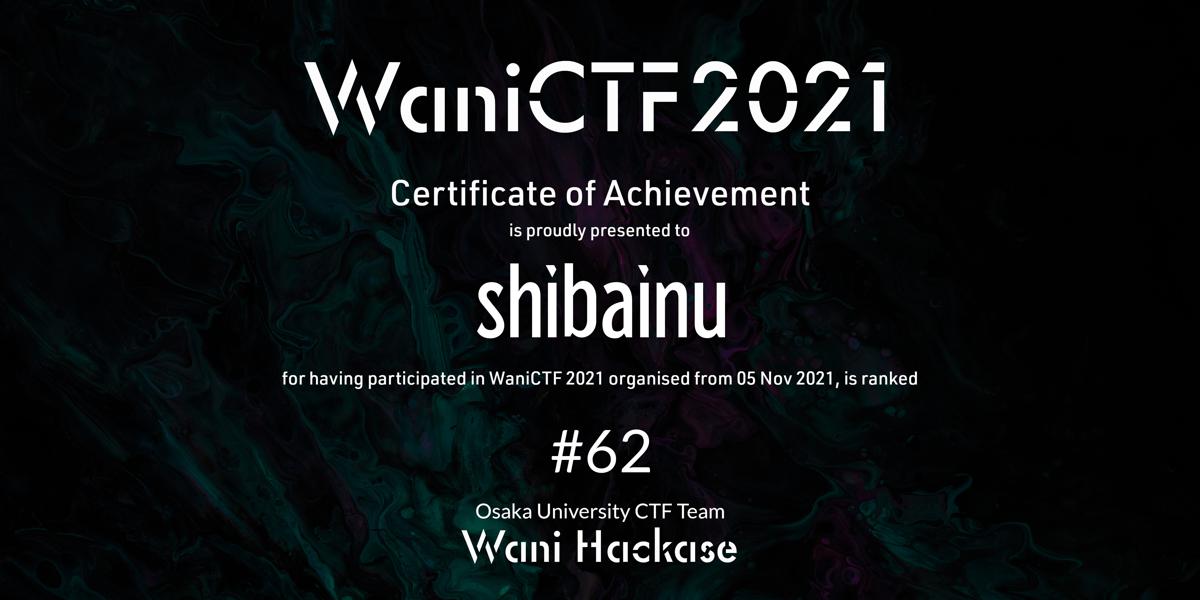 WaniCTF2021
Certificate of Achievement
is proudly presented to
shibainu
for having participated in WaniCTF 2021 organised from 05 Nov 2021, is ranked
#62
Osaka University CTF Team
Wani Hackase